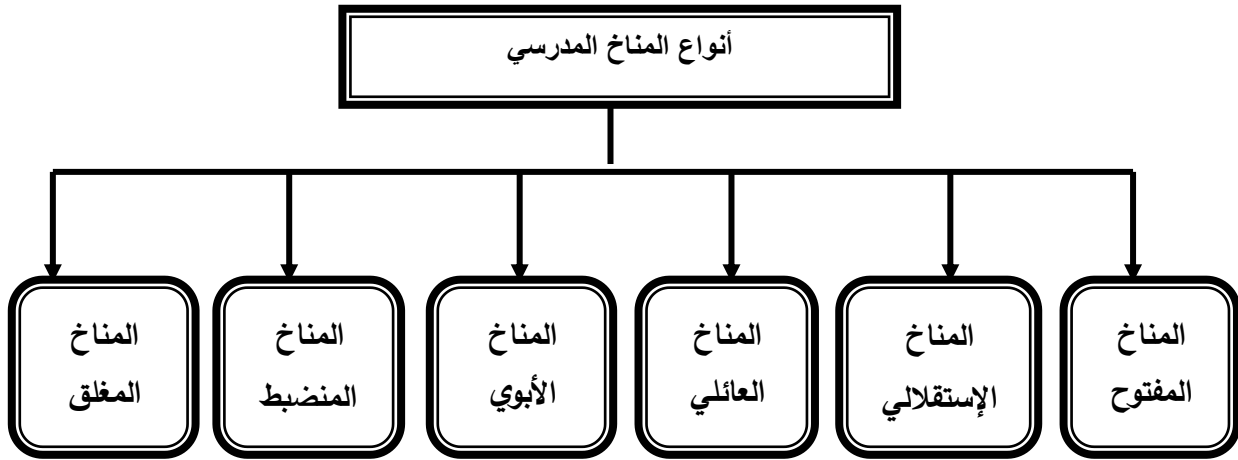 أنواع المناخ المدرسي
المناخ
المفتوح
المناخ
الإستقلالي
المناخ
العائلي
المناخ
الأبوي
المناخ
المنضبط
المناخ
المغلق